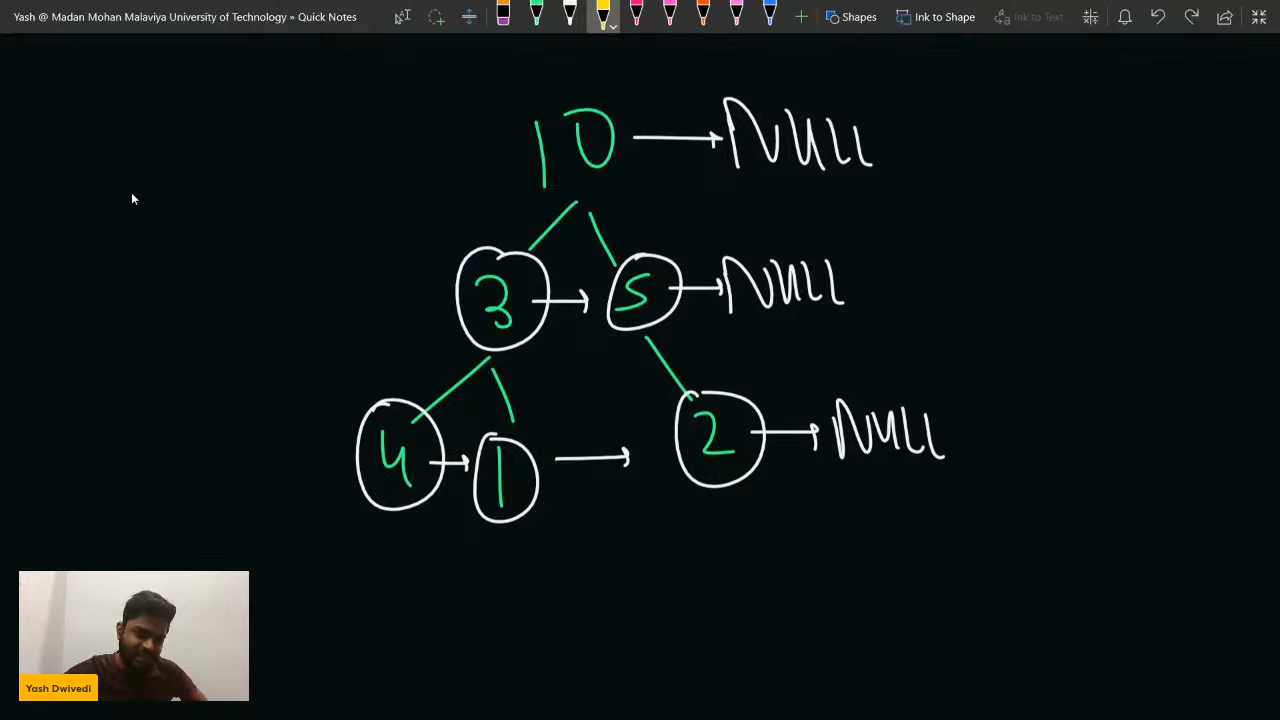 Yash @ Madan Mohan Malaviya University of Technology » Quick Notes
Shapes
Ink to Shape
Ink to Text
10 → NULL
3 → 5 → NULL
4 → 1 → 2 → NULL
Yash Dwivedi